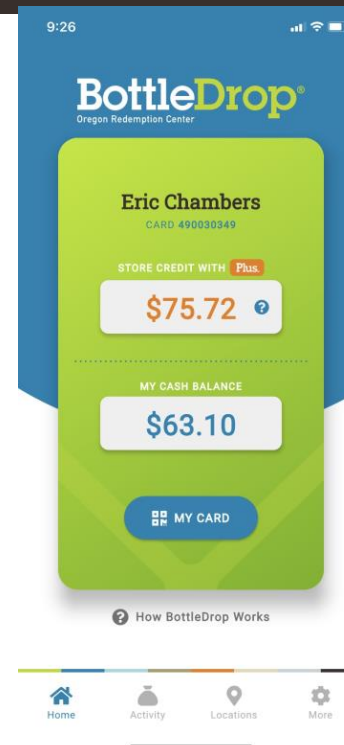 9:26
BottleDrop®
Oregon Redemption Center
Eric Chambers
CARD 490030349
STORE CREDIT WITH Plus.
$75.72 ?
MY CASH BALANCE
$63.10
MY CARD
? How BottleDrop Works
Home Activity Locations More